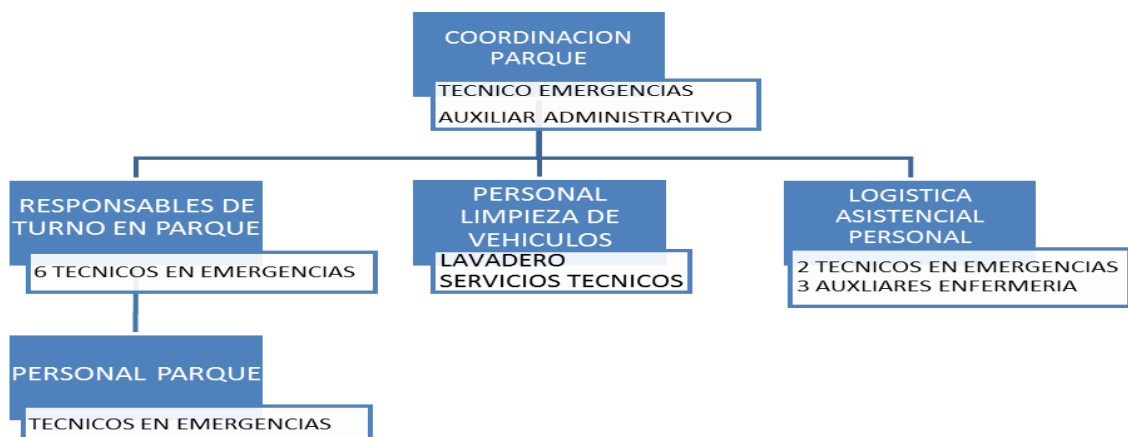 COORDINACION
PARQUE
TECNICO EMERGENCIAS
AUXILIAR ADMINISTRATIVO
RESPONSABLES DE
TURNO EN PARQUE
6 TECNICOS EN EMERGENCIAS
PERSONAL
LIMPIEZA DE
VEHICULOS
LAVADERO
SERVICIOS TECNICOS
LOGISTICA
ASISTENCIAL
PERSONAL
2 TECNICOS EN EMERGENCIAS
3 AUXLIARES ENFERMERIA
PERSONAL PARQUE
TECNICOS EN EMERGENCIAS